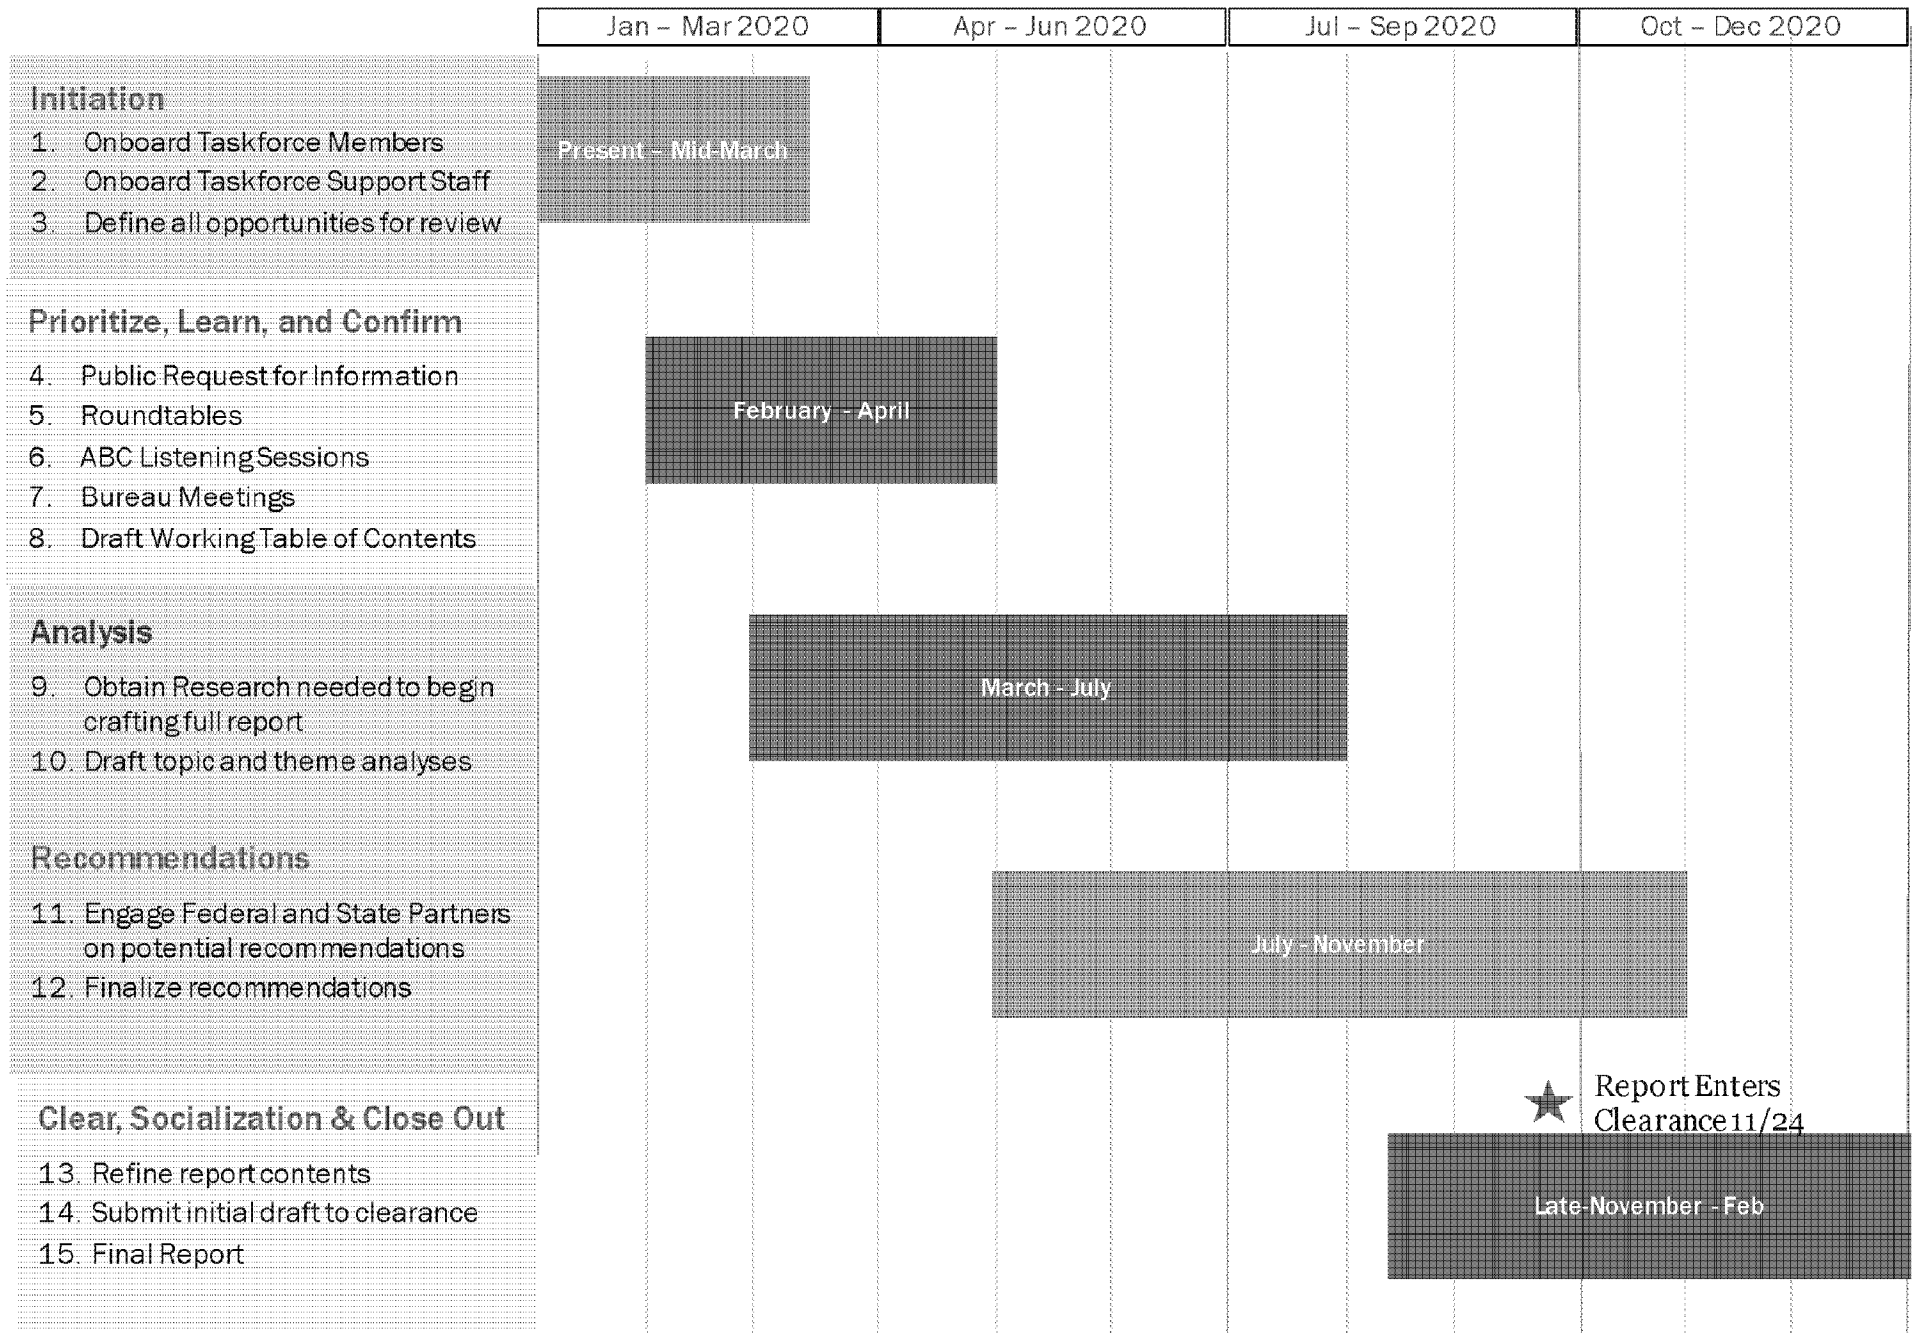 Jan – Mar 2020
Apr – Jun 2020
Jul – Sep 2020
Oct – Dec 2020
Initiation
1. Onboard Taskforce Members
2. Onboard Taskforce Support Staff
3. Define all opportunities for review
Present – Mid-March
Prioritize, Learn, and Confirm
4. Public Request for Information
5. Roundtables
6. ABC Listening Sessions
7. Bureau Meetings
8. Draft Working Table of Contents
February - April
Analysis
9. Obtain Research needed to begin
crafting full report
10. Draft topic and theme analyses
March - July
Recommendations
11. Engage Federal and State Partners
on potential recommendations
12. Finalize recommendations
July - November
Clear, Socialization & Close Out
13. Refine report contents
14. Submit initial draft to clearance
15. Final Report
Report Enters
Clearance 11/24
Late-November - Feb